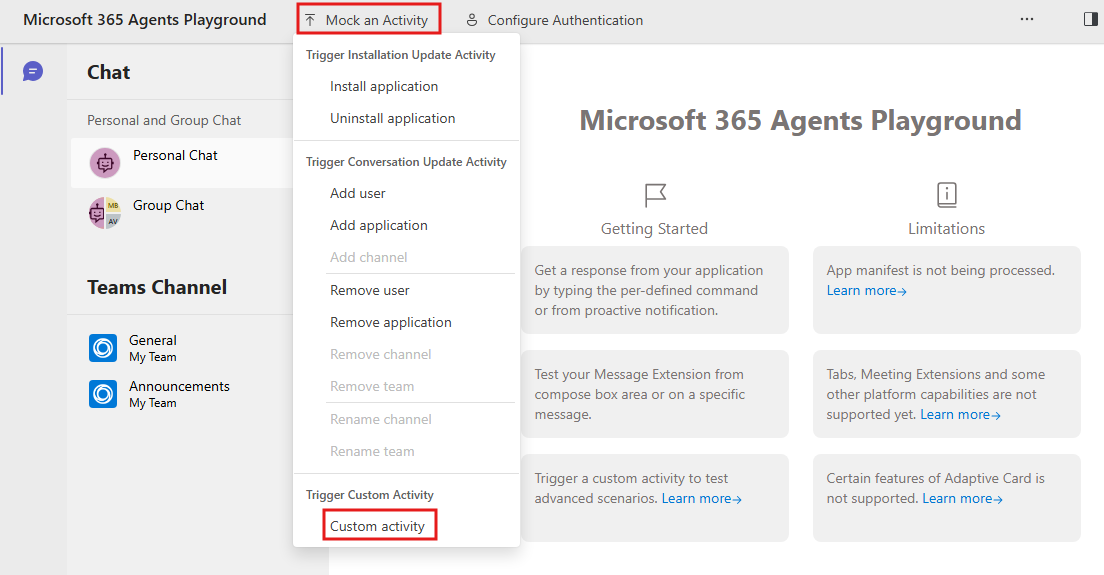 Microsoft 365 Agents Playground
Mock an Activity
Configure Authentication
Chat
Personal and Group Chat
Personal Chat
MB
AV
Group Chat
Teams Channel
General
My Team
Announcements
My Team
Trigger Installation Update Activity
Install application
Uninstall application
Trigger Conversation Update Activity
Add user
Add application
Add channel
Remove user
Remove application
Remove channel
Remove team
Rename channel
Rename team
Trigger Custom Activity
Custom activity
Microsoft 365 Agents Playground
Getting Started
Get a response from your application
by typing the per-defined command
or from proactive notification.
Test your Message Extension from
compose box area or on a specific
message.
Trigger a custom activity to test
advanced scenarios. Learn more→
Limitations
App manifest is not being processed.
Learn more→
Tabs, Meeting Extensions and some
other platform capabilities are not
supported yet. Learn more→
Certain features of Adaptive Card is
not supported. Learn more→